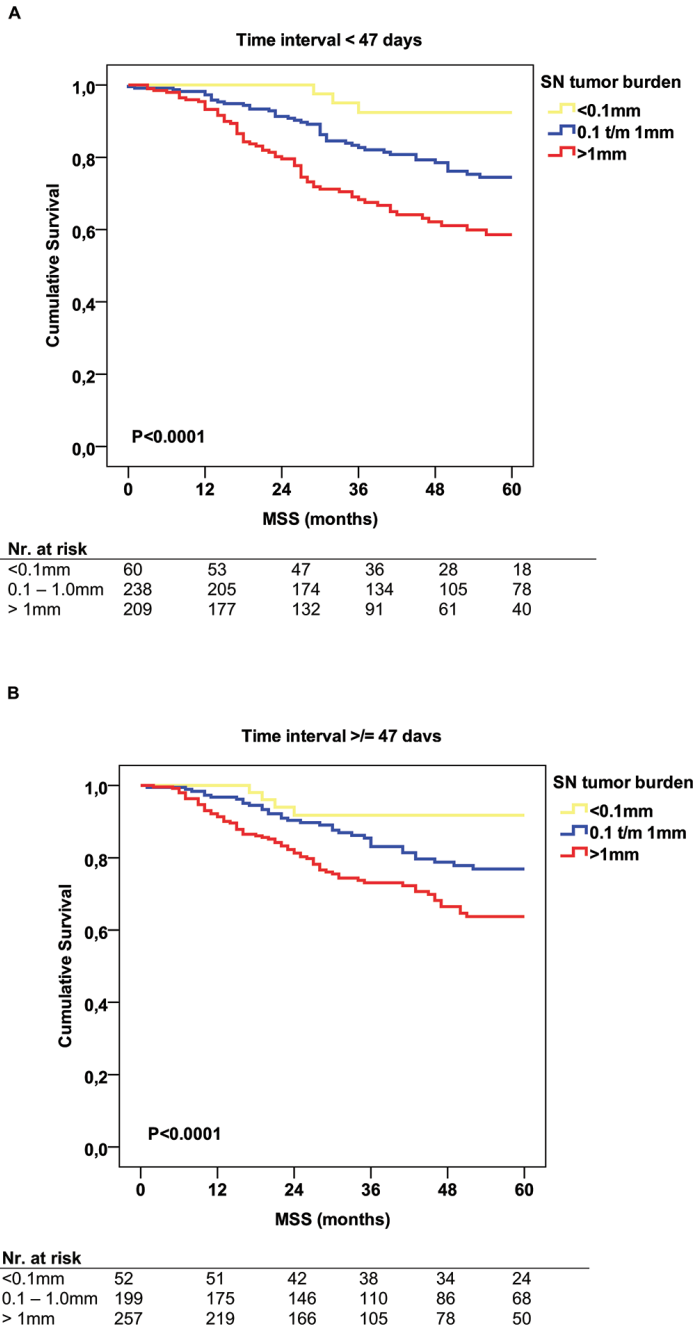 A
Time interval < 47 days
SN tumor burden
<0.1mm
0.1 t/m 1mm
>1mm
1,0
0,8
0,6
0,4
0,2
0,0
Cumulative Survival
P<0.0001
0 12 24 36 48 60
MSS (months)
Nr. at risk
<0.1mm 60 53 47 36 28 18
0.1 – 1.0mm 238 205 174 134 105 78
> 1mm 209 177 132 91 61 40
B
Time interval >/= 47 davs
SN tumor burden
<0.1mm
0.1 t/m 1mm
>1mm
1,0
0,8
0,6
0,4
0,2
0,0
Cumulative Survival
P<0.0001
0 12 24 36 48 60
MSS (months)
Nr. at risk
<0.1mm 52 51 42 38 34 24
0.1 – 1.0mm 199 175 146 110 86 68
> 1mm 257 219 166 105 78 50